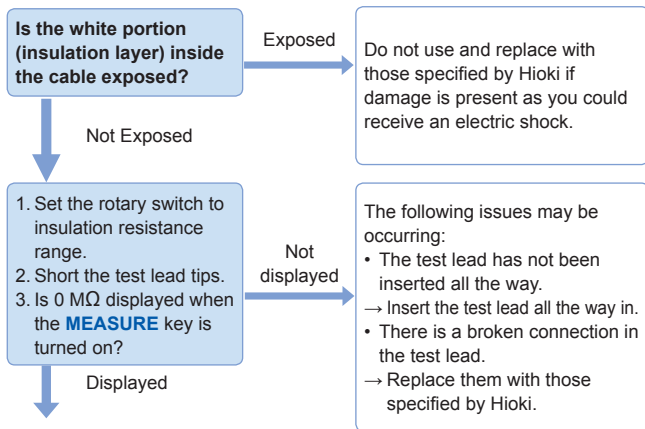 Is the white portion
(insulation layer) inside
the cable exposed?
Exposed
Do not use and replace with
those specified by Hioki if
damage is present as you could
receive an electric shock.
Not Exposed
1. Set the rotary switch to
insulation resistance
range.
2. Short the test lead tips.
3. Is 0 MΩ displayed when
the MEASURE key is
turned on?
Not
displayed
The following issues may be
occurring:
• The test lead has not been
inserted all the way.
→ Insert the test lead all the way in.
• There is a broken connection in
the test lead.
→ Replace them with those
specified by Hioki.
Displayed